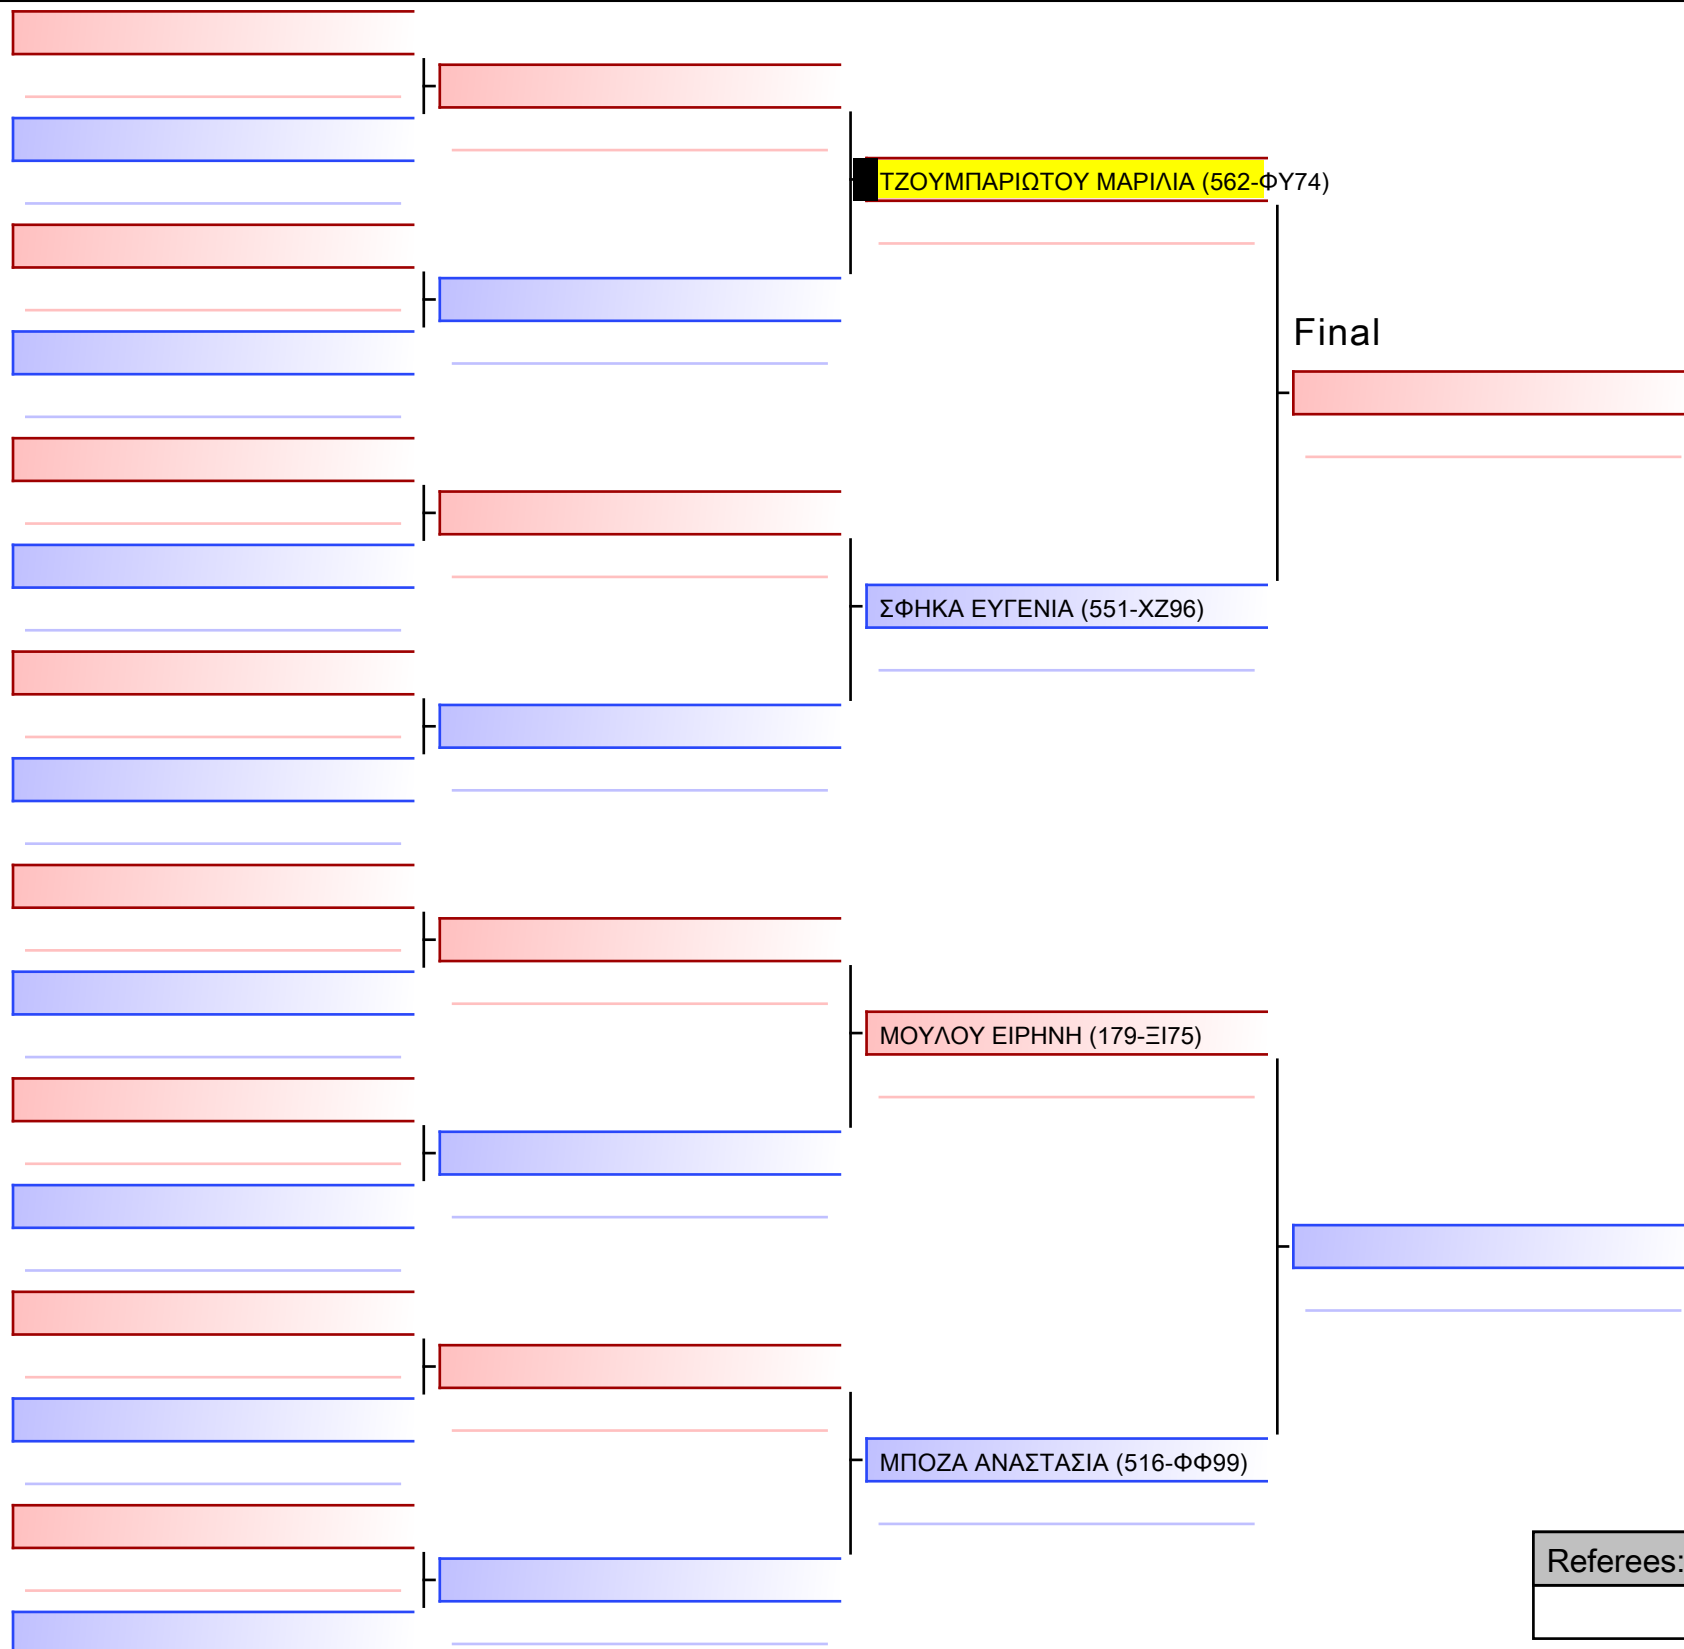 ΤΖΟΥΜΠΑΡΙΩΤΟΥ ΜΑΡΙΛΙΑ (562-ΦΥ74)
Final
ΣΦΗΚΑ ΕΥΓΕΝΙΑ (551-ΧΖ96)
ΜΟΥΛΟΥ ΕΙΡΗΝΗ (179-ΞΙ75)
ΜΠΟΖΑ ΑΝΑΣΤΑΣΙΑ (516-ΦΦ99)
Referees: